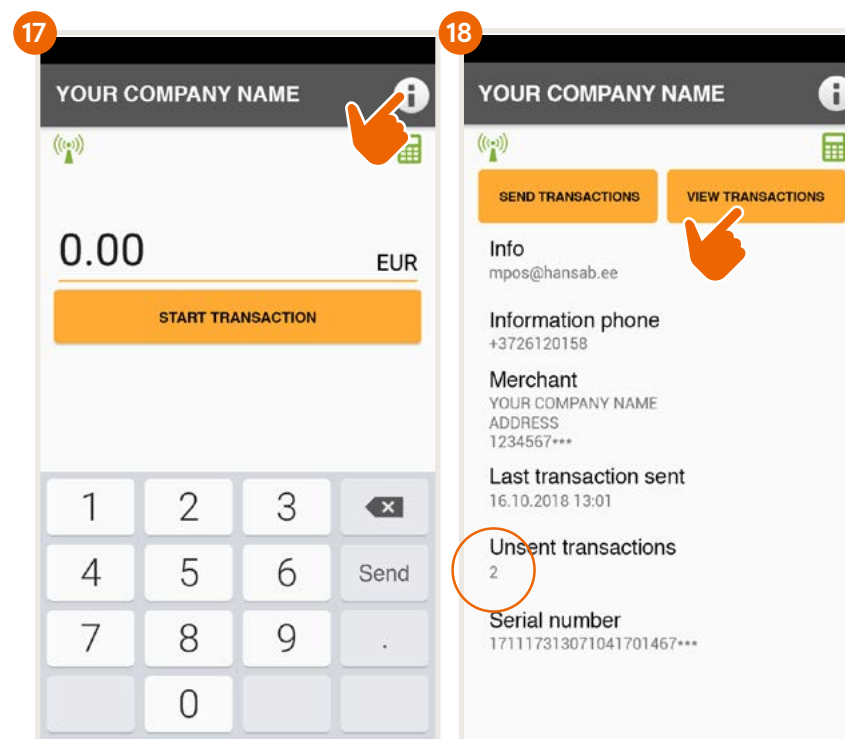 17
YOUR COMPANY NAME
0.00
EUR
START TRANSACTION
1 2 3
4 5 6 Send
7 8 9 .
0
18
YOUR COMPANY NAME
SEND TRANSACTIONS
VIEW TRANSACTIONS
Info
mpos@hansab.ee
Information phone
+3726120158
Merchant
YOUR COMPANY NAME
ADDRESS
1234567***
Last transaction sent
16.10.2018 13:01
Unsent transactions
2
Serial number
171117313071041701467***